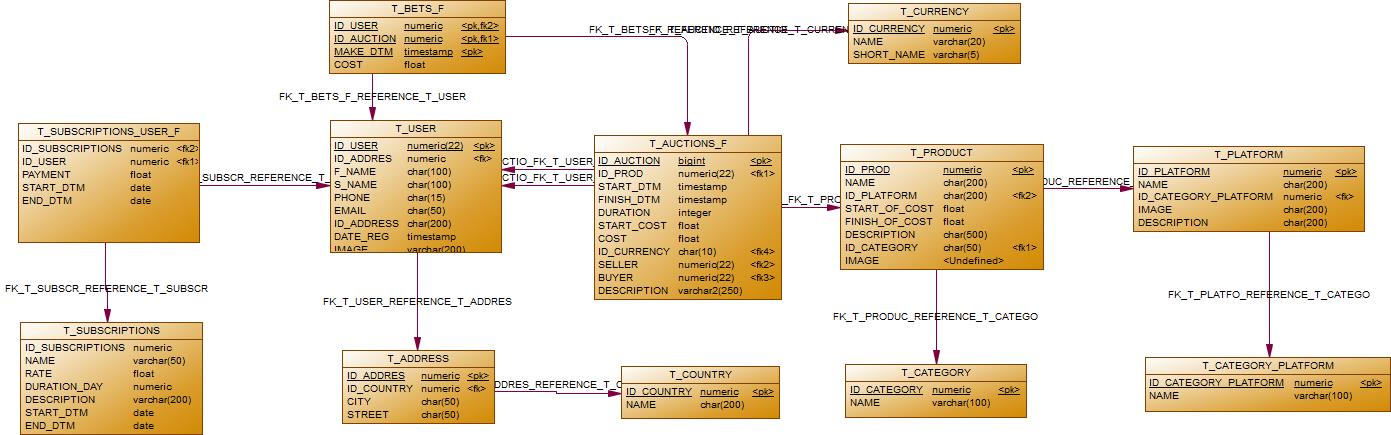 T_BETS_F
ID_USER numeric <pk,fk2>
ID_AUCTION numeric <pk,fk1>
MAKE_DTM timestamp <pk>
COST float
T_CURRENCY
ID_CURRENCY numeric <pk>
NAME varchar(20)
SHORT_NAME varchar(5)
FK_T_BETS_F_REFERENCE_T_USER
T_SUBSCRIPTIONS_USER_F
ID_SUBSCRIPTIONS numeric <fk2>
ID_USER numeric <fk1>
PAYMENT float
START_DTM date
END_DTM date
_SUBSCR_REFERENCE_T_
T_USER
ID_USER numeric(22) <pk>
ID_ADDRES numeric <fk>
F_NAME char(100)
S_NAME char(100)
PHONE char(15)
EMAIL char(50)
ID_ADDRESS char(200)
DATE_REG timestamp
IMAGE varchar(200)
CTIO_FK_T_USER
CTIO_FK_T_USER
T_AUCTIONS_F
ID_AUCTION bigint <pk>
ID_PROD numeric(22) <fk1>
START_DTM timestamp
FINISH_DTM timestamp
DURATION integer
START_COST float
COST float
ID_CURRENCY char(10) <fk4>
SELLER numeric(22) <fk2>
BUYER numeric(22) <fk3>
DESCRIPTION varchar2(250)
_FK_T_PRO
T_PRODUCT
ID_PROD numeric <pk>
NAME char(200)
ID_PLATFORM char(200) <fk2>
START_OF_COST float
FINISH_OF_COST float
DESCRIPTION char(500)
ID_CATEGORY char(50) <fk1>
IMAGE <Undefined>
DUC_REFERENCE_
T_PLATFORM
ID_PLATFORM numeric <pk>
NAME char(200)
ID_CATEGORY_PLATFORM numeric <fk>
IMAGE char(200)
DESCRIPTION char(200)
FK_T_SUBSCR_REFERENCE_T_SUBSCR
FK_T_USER_REFERENCE_T_ADDRES
FK_T_PRODUC_REFERENCE_T_CATEGO
FK_T_PLATFO_REFERENCE_T_CATEGO
T_SUBSCRIPTIONS
ID_SUBSCRIPTIONS numeric
NAME varchar(50)
RATE float
DURATION_DAY numeric
DESCRIPTION varchar(200)
START_DTM date
END_DTM date
T_ADDRESS
ID_ADDRES numeric <pk>
ID_COUNTRY numeric <fk>
CITY char(50)
STREET char(50)
DDRES_REFERENCE_T_C
T_COUNTRY
ID_COUNTRY numeric <pk>
NAME char(200)
T_CATEGORY
ID_CATEGORY numeric <pk>
NAME varchar(100)
T_CATEGORY_PLATFORM
ID_CATEGORY_PLATFORM numeric <pk>
NAME varchar(100)